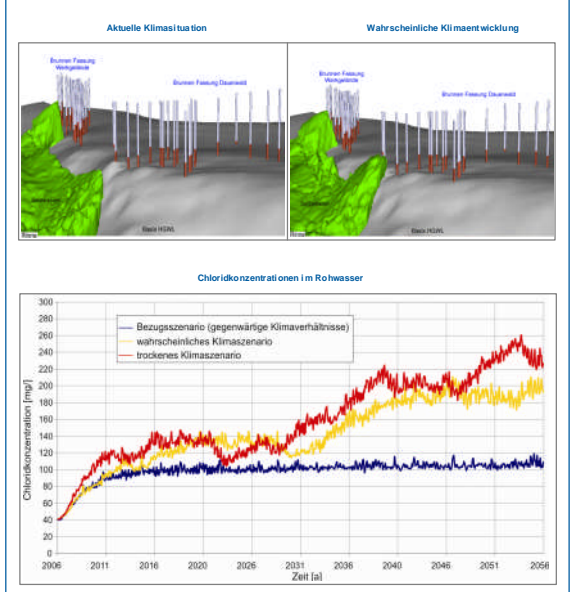 Aktuelle Klimasituation
Wahrscheinliche Klimaentwicklung
Brunnen Fassung
Werkgelände
Brunnen Fassung Dauerwald
Basis HGWL
Brunnen Fassung
Werkgelände
Brunnen Fassung Dauerwald
Basis HGWL
Chloridkonzentrationen im Rohwasser
300
280
260
240
220
200
180
160
140
120
100
80
60
40
20
0
Chloridkonzentration [mg/l]
Bezugsszenario (gegenwärtige Klimaverhältnisse)
wahrscheinliches Klimaszenario
trockenes Klimaszenario
2006 2011 2016 2020 2026 2031 2036 2040 2046 2051 2056
Zeit [a]